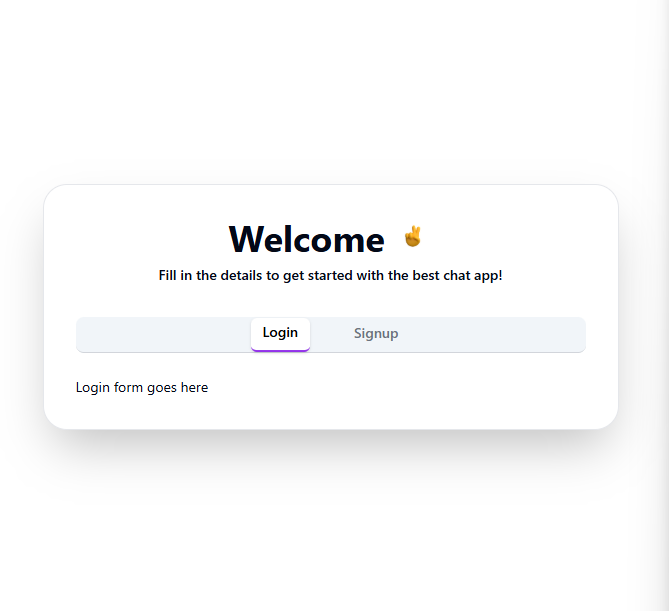 Welcome ✌
Fill in the details to get started with the best chat app!
Login Signup
Login form goes here